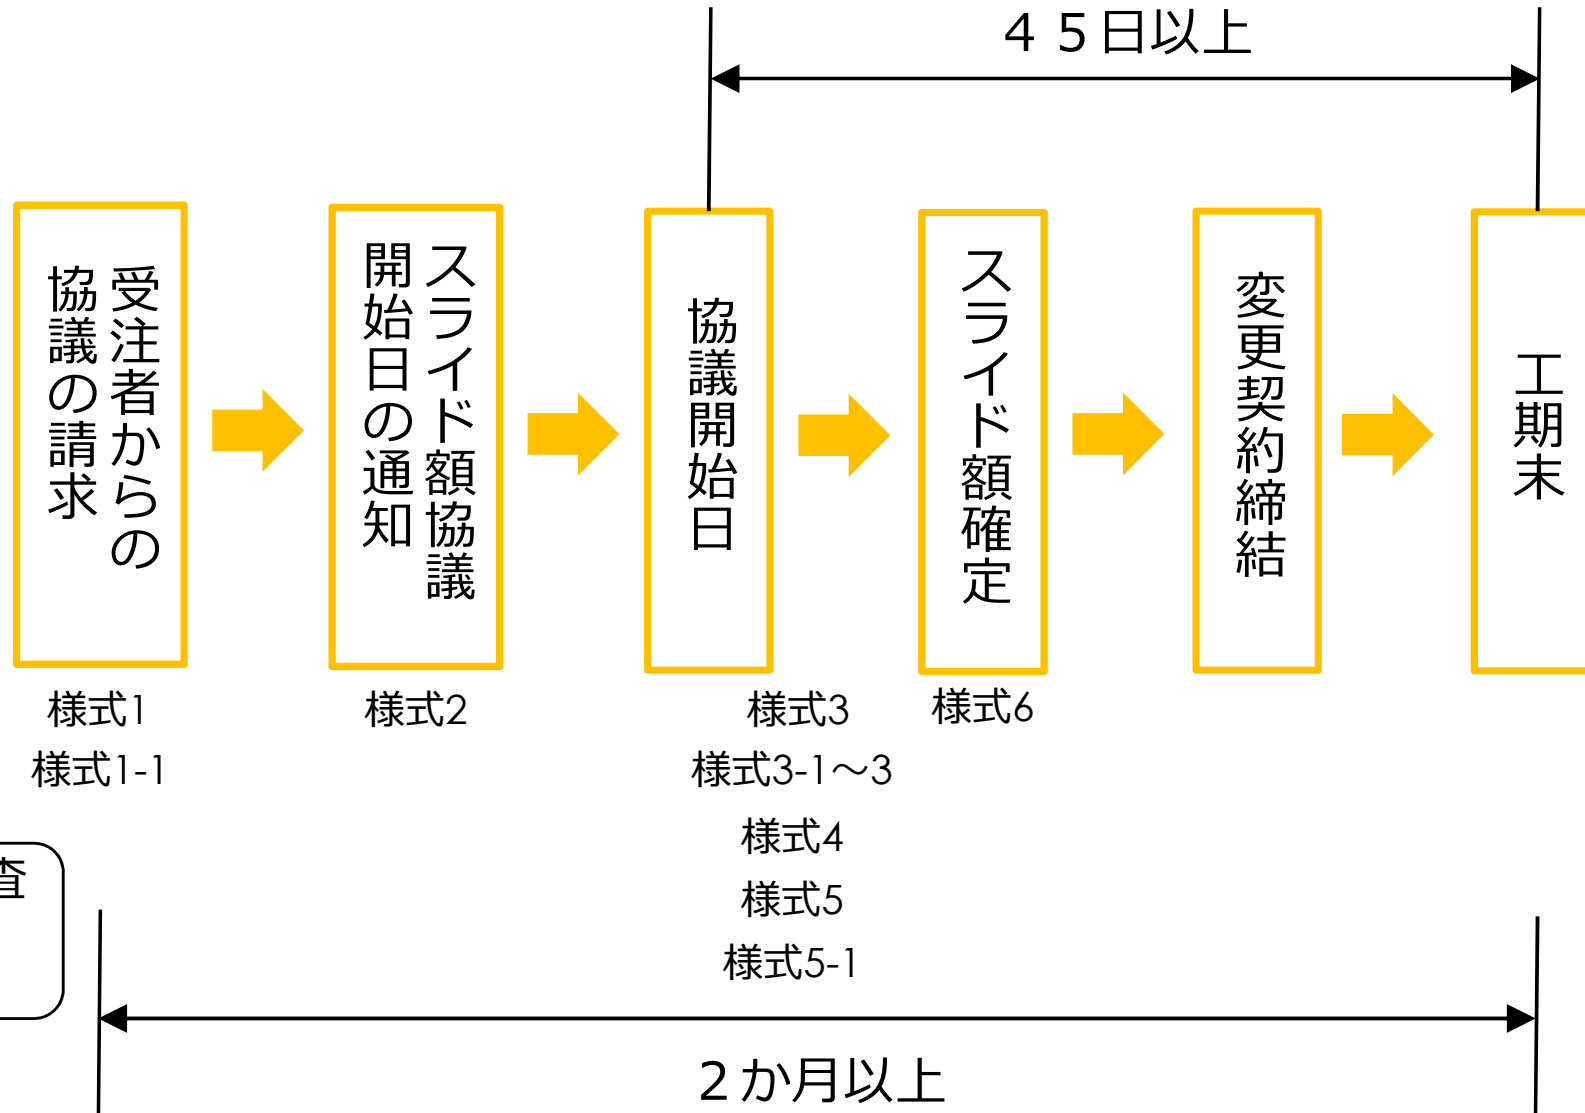 ４５日以上
受注者からの
協議の請求
スライド額協議
開始日の通知
協議開始日
スライド額確定
変更契約締結
工期末
様式1
様式1-1
様式2
様式3
様式3-1～3
様式4
様式5
様式5-1
様式6
査
２か月以上